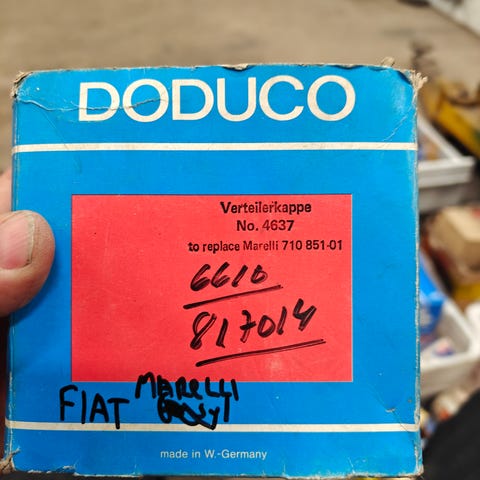 DODUCO
Verteilerkappe
No. 4637
to replace Marelli 710 851-01
6610
817014
MARELLI
FIAT
made in W.-Germany